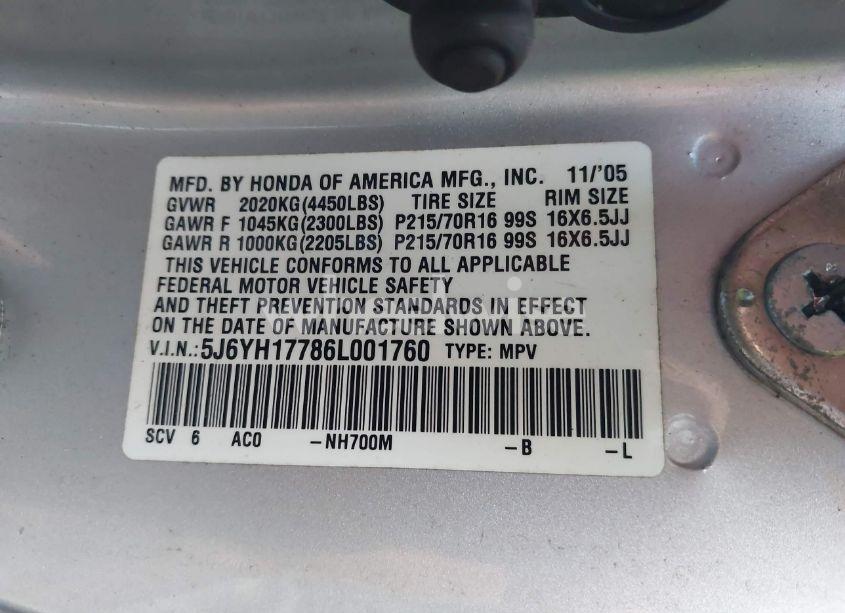 MFD. BY HONDA OF AMERICA MFG., INC. 11/'05
GVWR 2020KG(4450LBS) TIRE SIZE RIM SIZE
GAWR F 1045KG(2300LBS) P215/70R16 99S 16X6.5JJ
GAWR R 1000KG(2205LBS) P215/70R16 99S 16X6.5JJ
THIS VEHICLE CONFORMS TO ALL APPLICABLE
FEDERAL MOTOR VEHICLE SAFETY
AND THEFT PREVENTION STANDARDS IN EFFECT
ON THE DATE OF MANUFACTURE SHOWN ABOVE.
V.I.N.:5J6YH17786L001760 TYPE: MPV
SCV 6 AC0 -NH700M -B -L